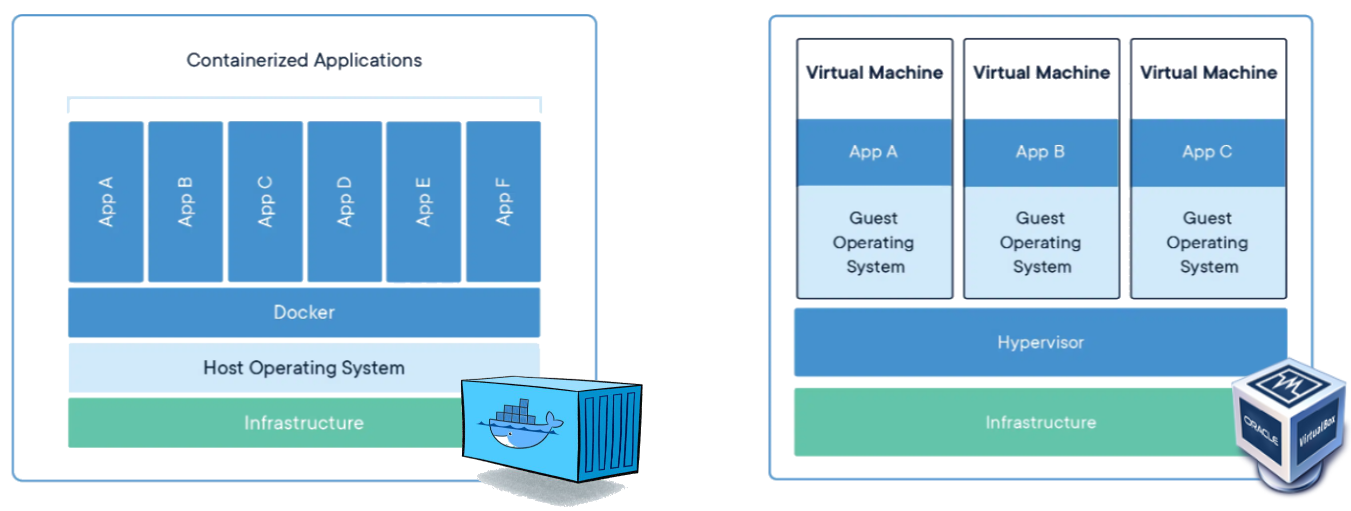 Containerized Applications
App A
App B
App C
App D
App E
App F
Docker
Host Operating System
Infrastructure
Virtual Machine
App A
Guest
Operating
System
Virtual Machine
App B
Guest
Operating
System
Virtual Machine
App C
Guest
Operating
System
Hypervisor
Infrastructure
ORACLE
VirtualBox